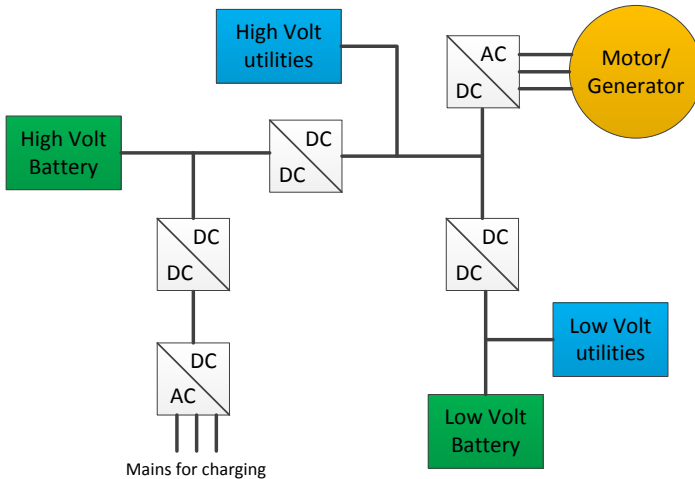 High Volt
utilities
AC
DC
Motor/
Generator
High Volt
Battery
DC
DC
DC
DC
DC
DC
DC
AC
Low Volt
utilities
Low Volt
Battery
Mains for charging